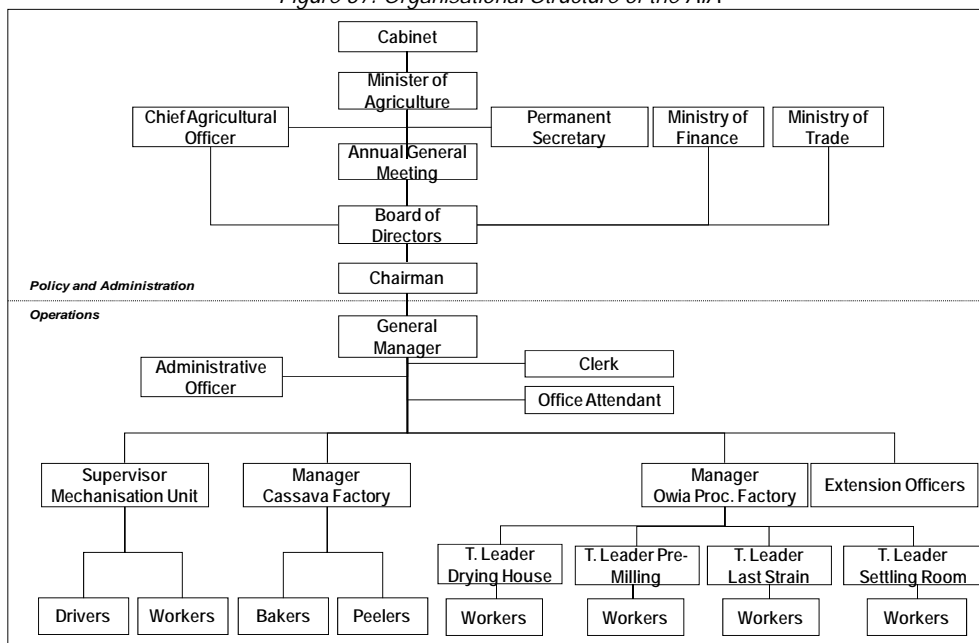 Figure 37: Organisational Structure of the AIA
Cabinet
Minister of
Agriculture
Chief Agricultural
Officer
Permanent
Secretary
Ministry of
Finance
Ministry of
Trade
Annual General
Meeting
Board of
Directors
Chairman
Policy and Administration
Operations
General
Manager
Administrative
Officer
Clerk
Office Attendant
Supervisor
Mechanisation Unit
Manager
Cassava Factory
Manager
Owia Proc. Factory
Extension Officers
T. Leader
Drying House
T. Leader Pre-
Milling
T. Leader
Last Strain
T. Leader
Settling Room
Drivers
Workers
Bakers
Peelers
Workers
Workers
Workers
Workers